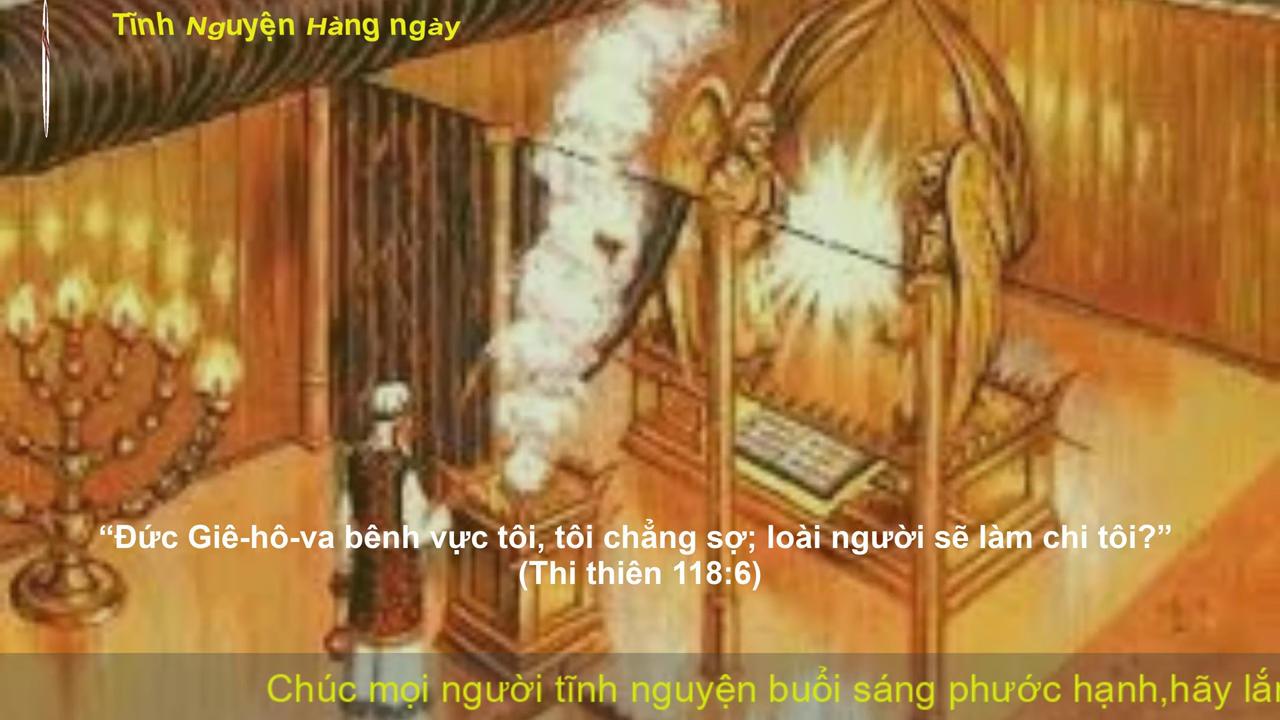 Tĩnh Nguyện Hàng ngày
“Đức Giê-hô-va bênh vực tôi, tôi chẳng sợ; loài người sẽ làm chi tôi?”
(Thi thiên 118:6)
Chúc mọi người tĩnh nguyện buổi sáng phước hạnh,hãy